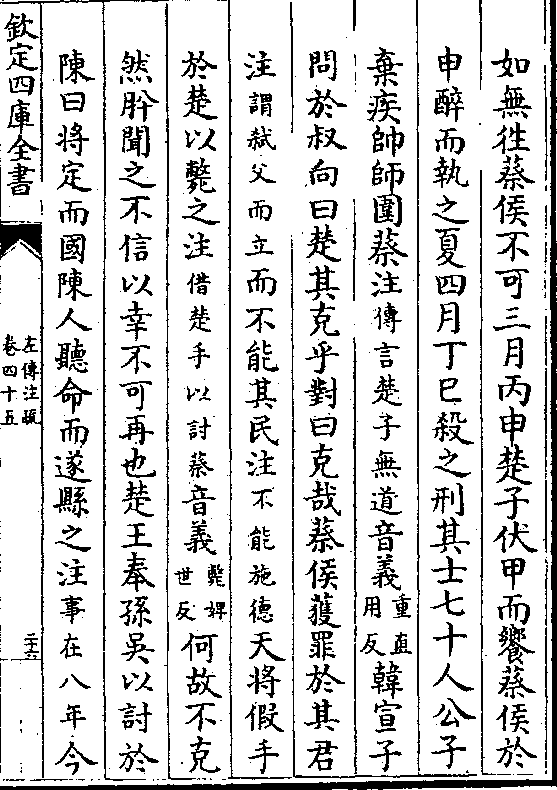 如無徃蔡侯不可三月丙申楚子伏甲而饗蔡侯於
申醉而執之夏四月丁巳殺之刑其士七十人公子
棄疾帥師圍蔡注傳言楚子無道音義重直用反韓宣子
問於叔向曰楚其克乎對曰克哉蔡侯獲罪於其君
注謂弑父而立而不能其民注不能施德天將假手
於楚以斃之注借楚手以討蔡音義斃婢世反何故不克
然肸聞之不信以幸不可再也楚王奉孫吳以討於
陳曰將定而國陳人聽命而遂縣之注事在八年今
欽定四庫全書
左傳注疏
卷四十五
二十六